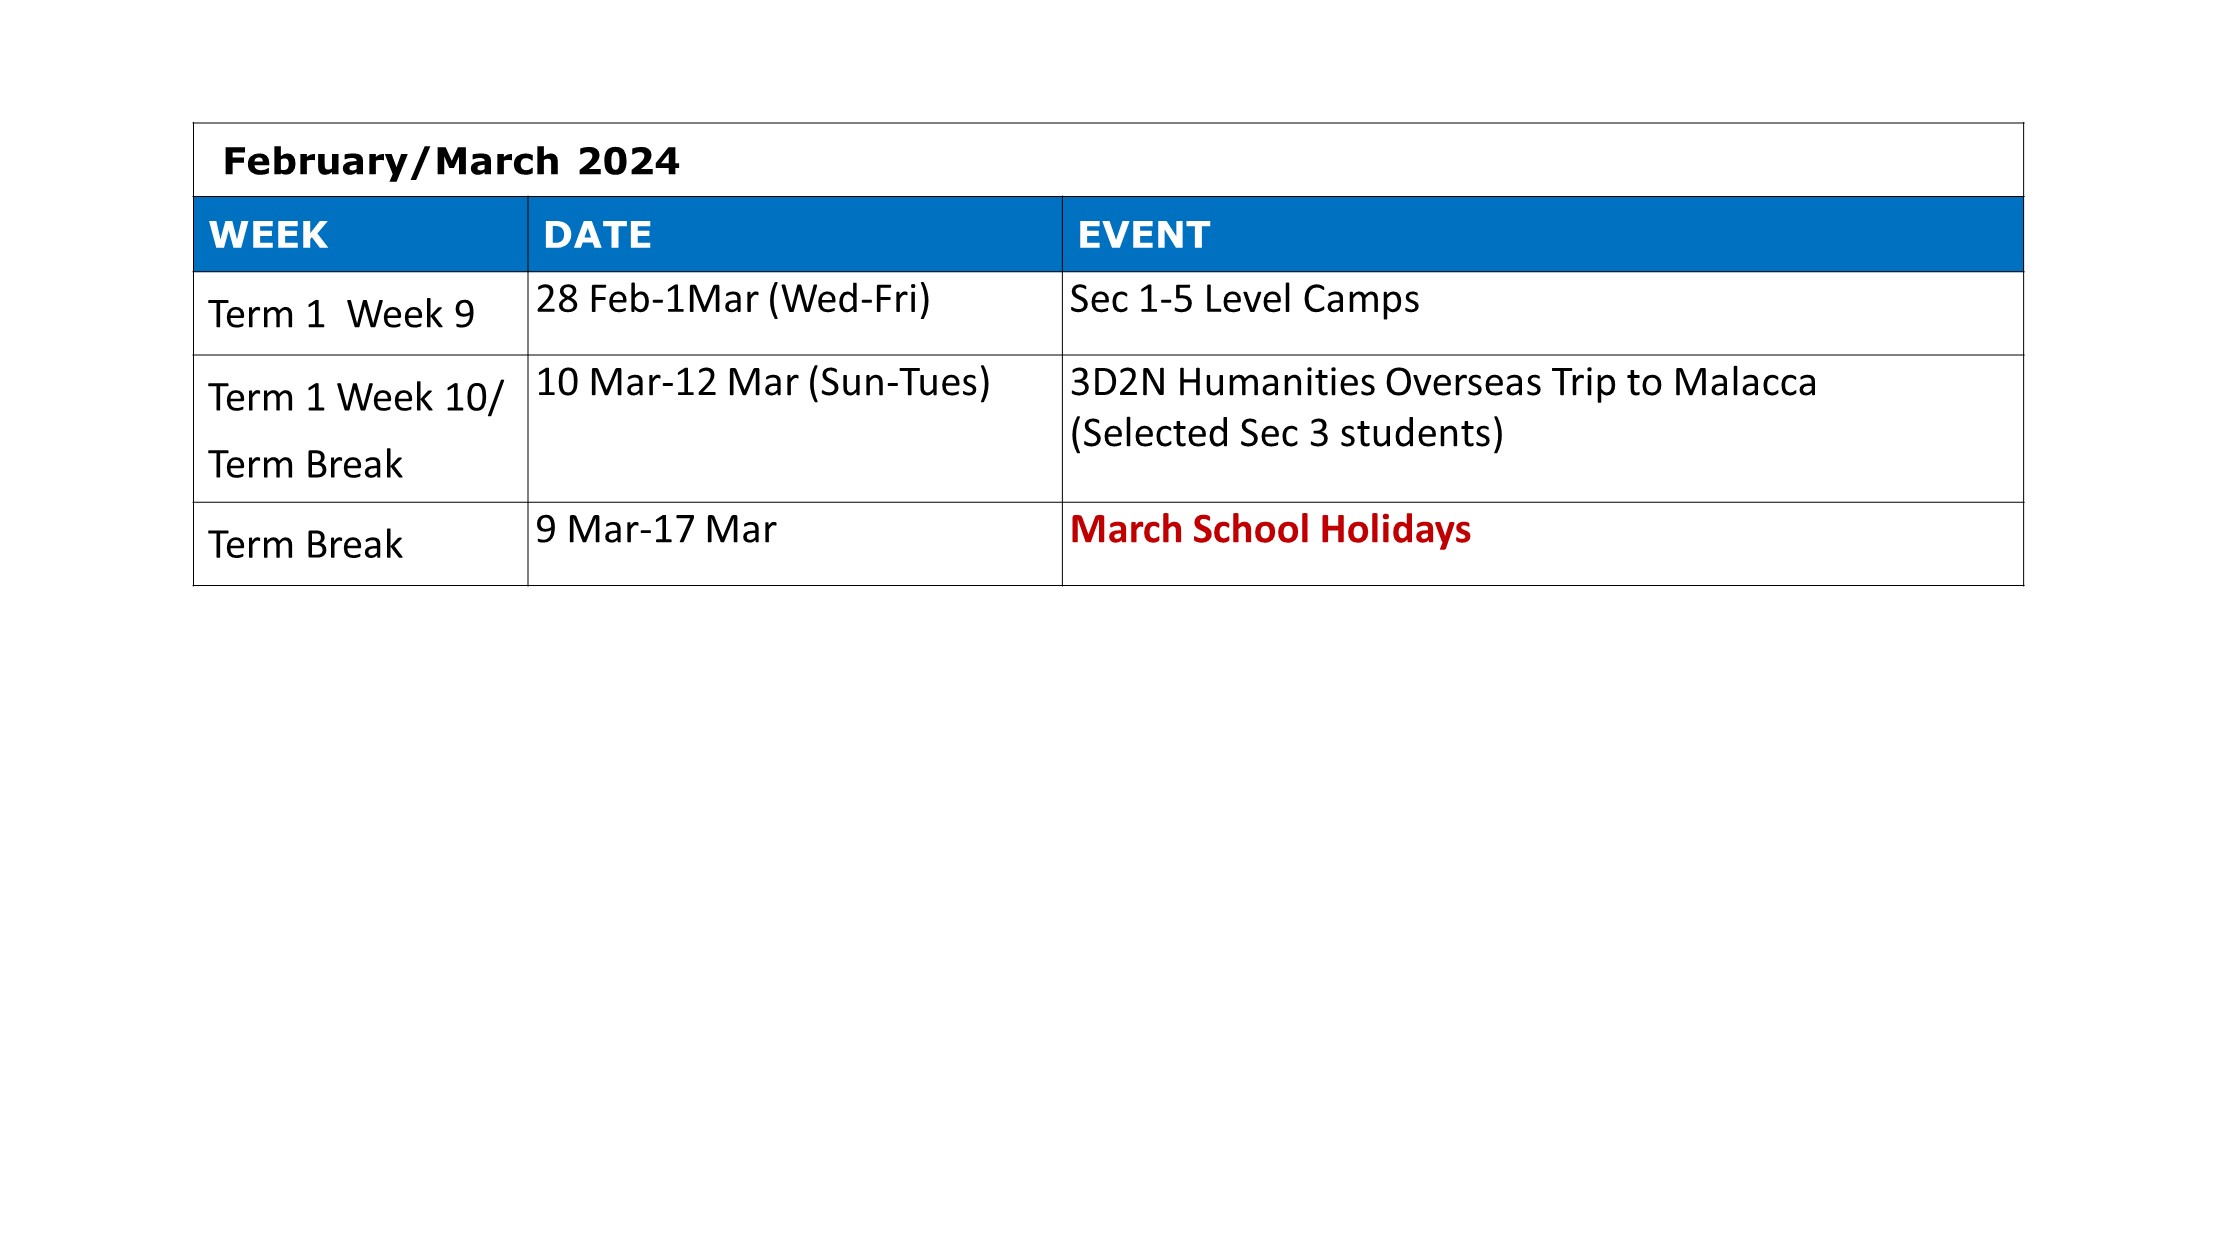 February/March 2024
WEEK DATE EVENT
Term 1  Week 9 28 Feb-1Mar (Wed-Fri) Sec 1-5 Level Camps
Term 1 Week 10/ 10 Mar-12 Mar (Sun-Tues) 3D2N Humanities Overseas Trip to Malacca
(Selected Sec 3 students)
Term Break
Term Break 9 Mar-17 Mar March School Holidays